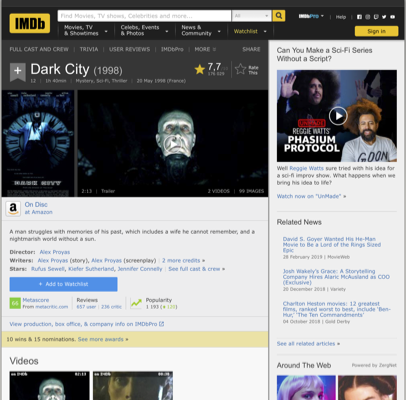 IMDb
Find Movies, TV shows, Celebrities and more...
All
IMDbPro
Help
Movies, TV
& Showtimes
Celebs, Events
& Photos
News &
Community
Watchlist
Sign in
FULL CAST AND CREW | TRIVIA | USER REVIEWS | IMDbPro | MORE
SHARE
+ Dark City (1998)
7,7
Rate
This
12 | 1h 40min | Mystery, Sci-Fi, Thriller | 20 May 1998 (France)
2:13 | Trailer
2 VIDEOS | 99 IMAGES
a On Disc
at Amazon
A man struggles with memories of his past, which includes a wife he cannot remember, and a
nightmarish world without a sun.
Director: Alex Proyas
Writers: Alex Proyas (story), Alex Proyas (screenplay) | 2 more credits »
Stars: Rufus Sewell, Kiefer Sutherland, Jennifer Connelly | See full cast & crew »
+ Add to Watchlist
66 Metascore
From metacritic.com
Reviews
657 user | 236 critic
Popularity
View production, box office, & company info on IMDbPro
10 wins & 15 nominations. See more awards »
Videos
02:13
Can You Make a Sci-Fi Series
Without a Script?
REGGIE WATTS'
PHASIUM
PROTOCOL
Well Reggie Watts sure tried with his idea
for a sci-fi improv show. What happens when
we bring his idea to life?
Watch now on "UnMade" »
Related News
David S. Goyer Wanted His He-Man
Movie to Be a Lord of the Rings Sized
Epic
28 February 2019 | MovieWeb
Josh Wakely's Grace: A Storytelling
Company Hires Alaric McAusland as COO
(Exclusive)
20 December 2018 | Variety
Charlton Heston movies: 12 greatest
films, ranked worst to best, include 'Ben-
Hur,' 'The Ten Commandments'
04 October 2018 | Gold Derby
See all related articles »
Around The Web | Powered by ZergNet